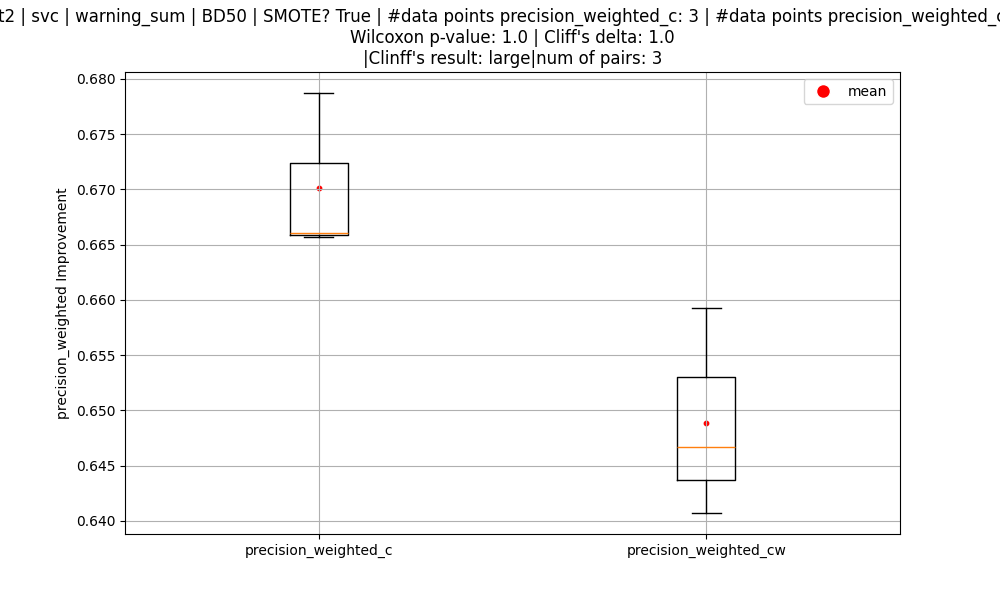 t2 | svc | warning_sum | BD50 | SMOTE? True | #data points precision_weighted_c: 3 | #data points precision_weighted_c
Wilcoxon p-value: 1.0 | Cliff's delta: 1.0
|Clinff's result: large|num of pairs: 3
mean
0.680
0.675
0.670
0.665
0.660
0.655
0.650
0.645
0.640
precision_weighted Improvement
precision_weighted_c
precision_weighted_cw